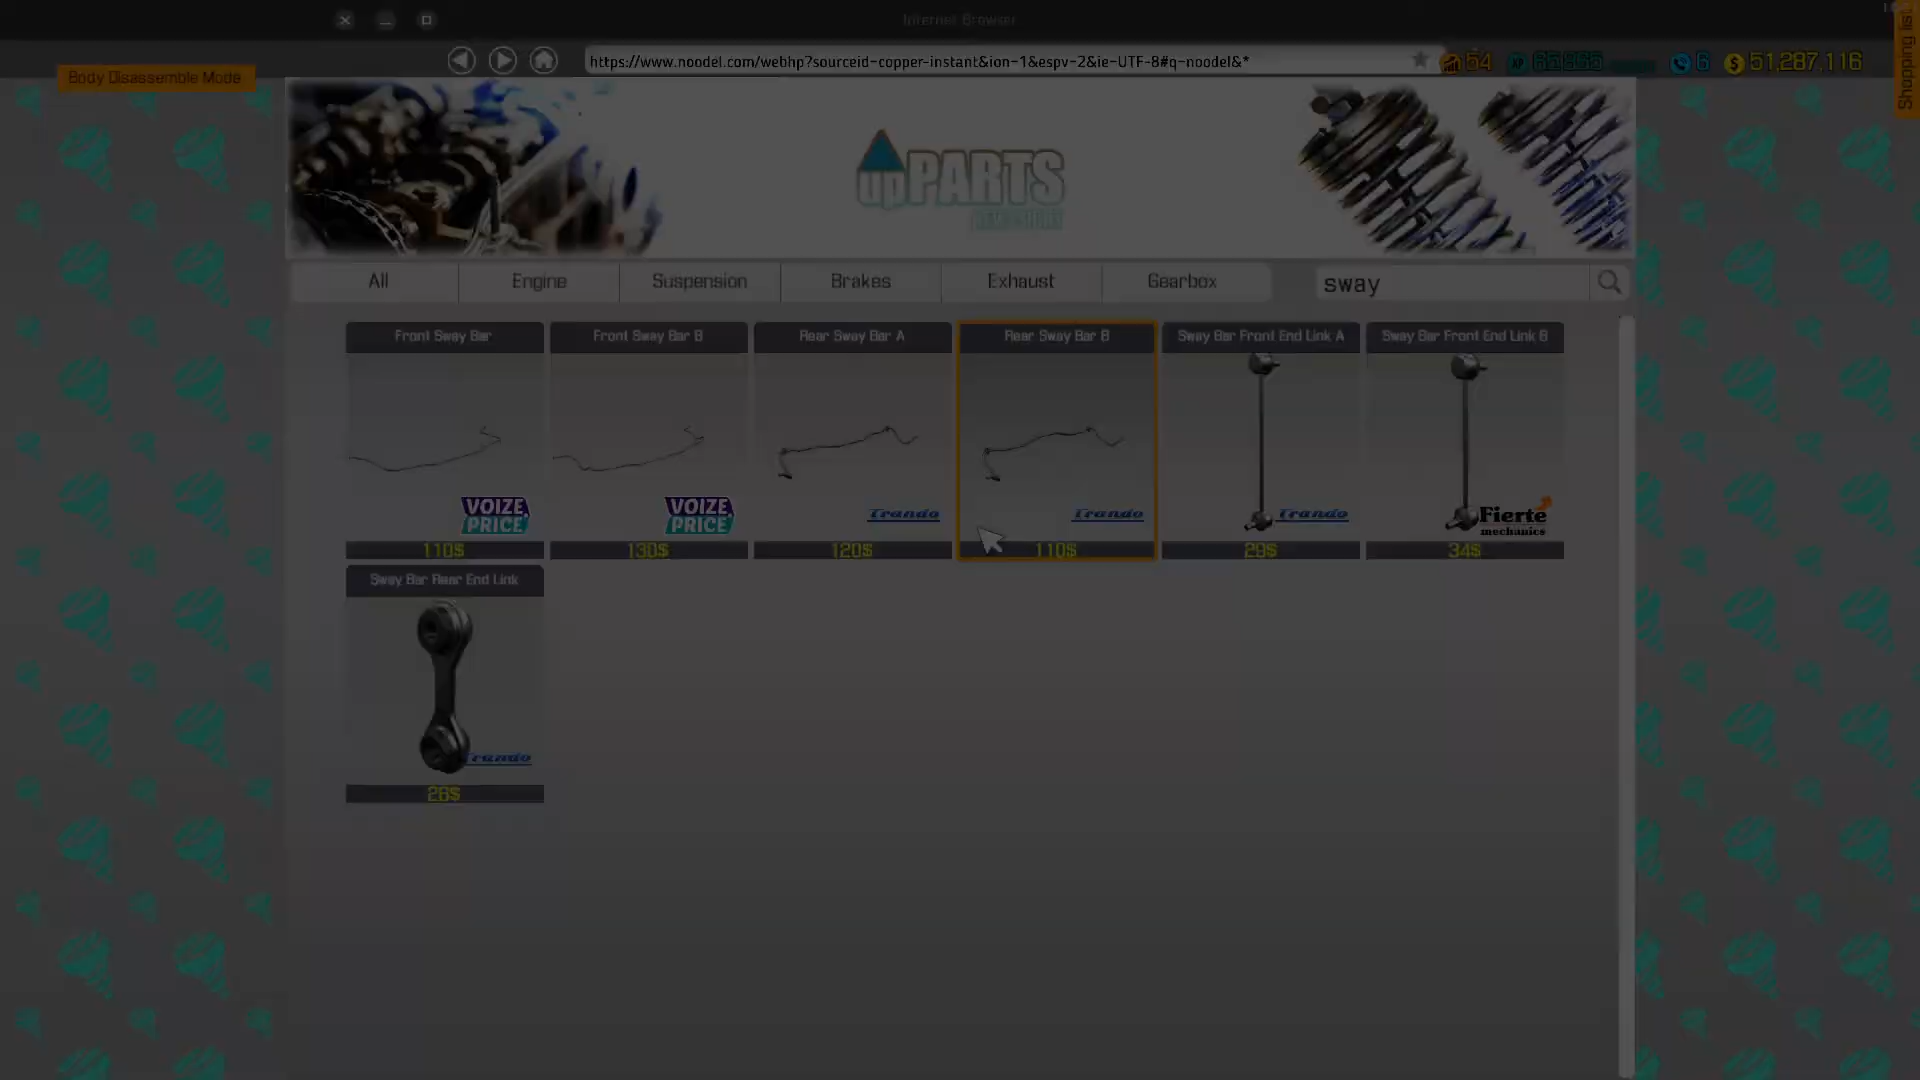 Internet Browser
https://www.noodel.com/webhp?sourceid-copper-instant&ion-1&espv-2&ie-UTF-8#q-noodel&*
54
XP
6
$ 51,287,116
Shopping list
Body Disassemble Mode
upPARTS
All
Engine
Suspension
Brakes
Exhaust
Gearbox
sway
Front Sway Bar
Front Sway Bar B
Rear Sway Bar A
Rear Sway Bar B
Sway Bar Front End Link A
Sway Bar Front End Link B
VOIZE PRICE
VOIZE PRICE
Trando
Trando
Trando
Fierte mechanics
110$
130$
120$
110$
29$
34$
Sway Bar Rear End Link
Trando
26$